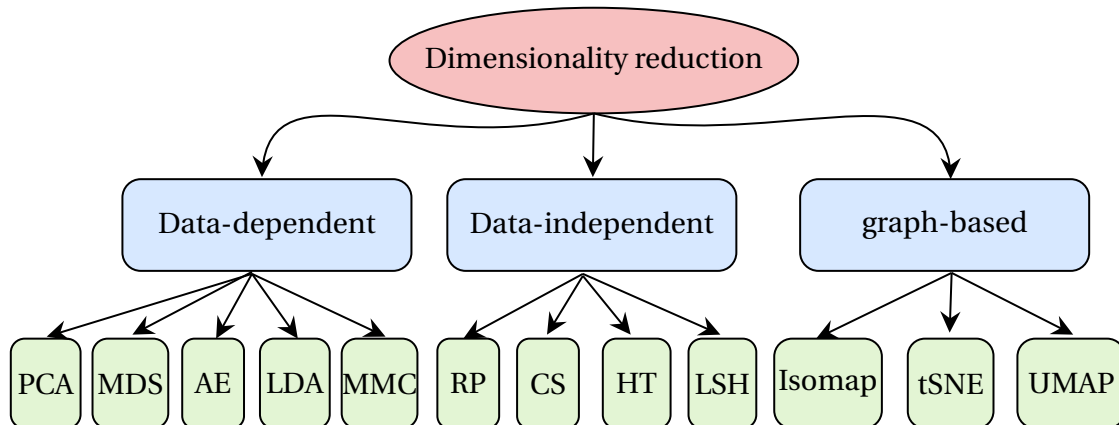 Dimensionality reduction
Data-dependent
Data-independent
graph-based
PCA
MDS
AE
LDA
MMC
RP
CS
HT
LSH
Isomap
tSNE
UMAP